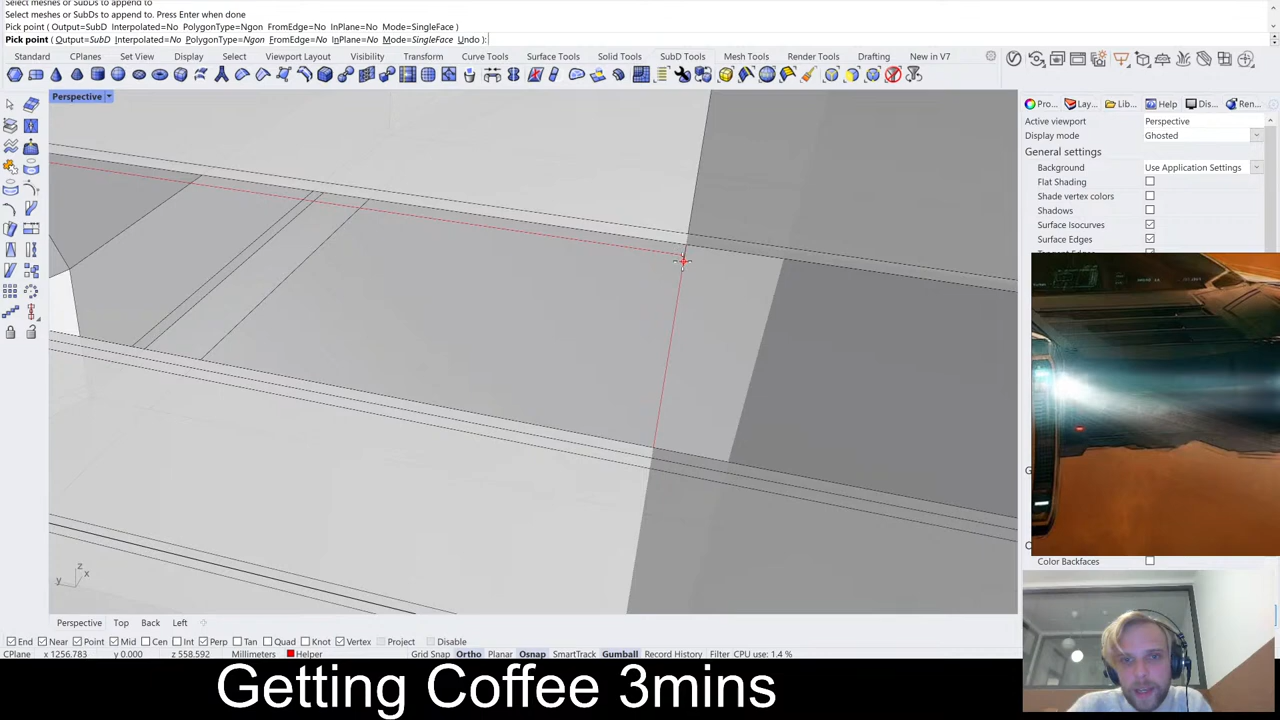 Select meshes or SubDs to append to
Select meshes or SubDs to append to. Press Enter when done
Pick point ( Output=SubD Interpolated=No PolygonType=Ngon FromEdge=No InPlane=No Mode=SingleFace )
Pick point ( Output=SubD Interpolated=No PolygonType=Ngon FromEdge=No InPlane=No Mode=SingleFace Undo ):
Standard CPlanes Set View Display Select Viewport Layout Visibility Transform Curve Tools Surface Tools Solid Tools SubD Tools Mesh Tools Render Tools Drafting New in V7
Perspective
Pro... Lay... Lib... Help Dis... Ren...
Active viewport Perspective
Display mode Ghosted
General settings
Background Use Application Settings
Flat Shading
Shade vertex colors
Shadows
Surface Isocurves
Surface Edges
Color Backfaces
z
y x
Perspective Top Back Left
End Near Point Mid Cen Int Perp Tan Quad Knot Vertex Project Disable
CPlane x 1256.783 y 0.000 z 558.592 Millimeters Helper Grid Snap Ortho Planar Osnap SmartTrack Gumball Record History Filter CPU use: 1.4 %
Getting Coffee 3mins